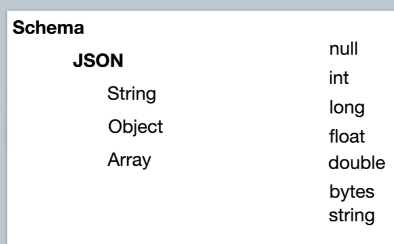 Schema
JSON
String
Object
Array
null
int
long
float
double
bytes
string